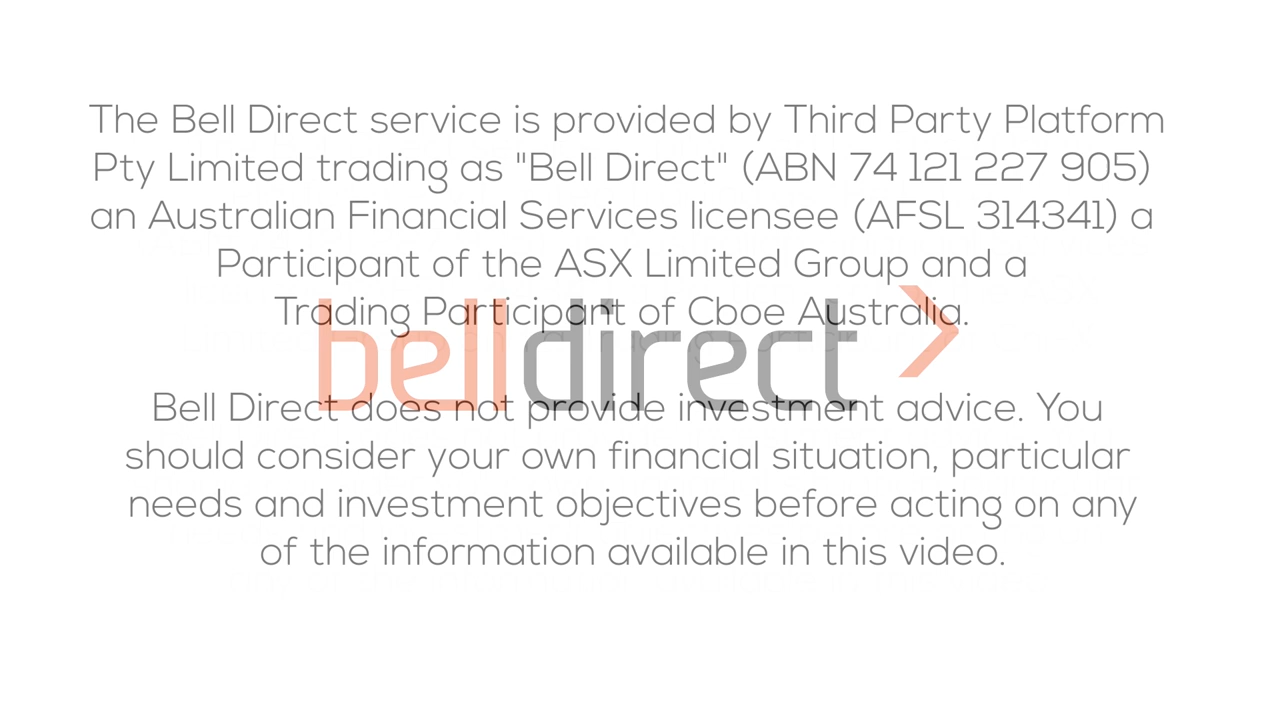 The Bell Direct service is provided by Third Party Platform
Pty Limited trading as "Bell Direct" (ABN 74 121 227 905)
an Australian Financial Services licensee (AFSL 314341) a
Participant of the ASX Limited Group and a
Trading Participant of Cboe Australia.
belldirect
Bell Direct does not provide investment advice. You
should consider your own financial situation, particular
needs and investment objectives before acting on any
of the information available in this video.